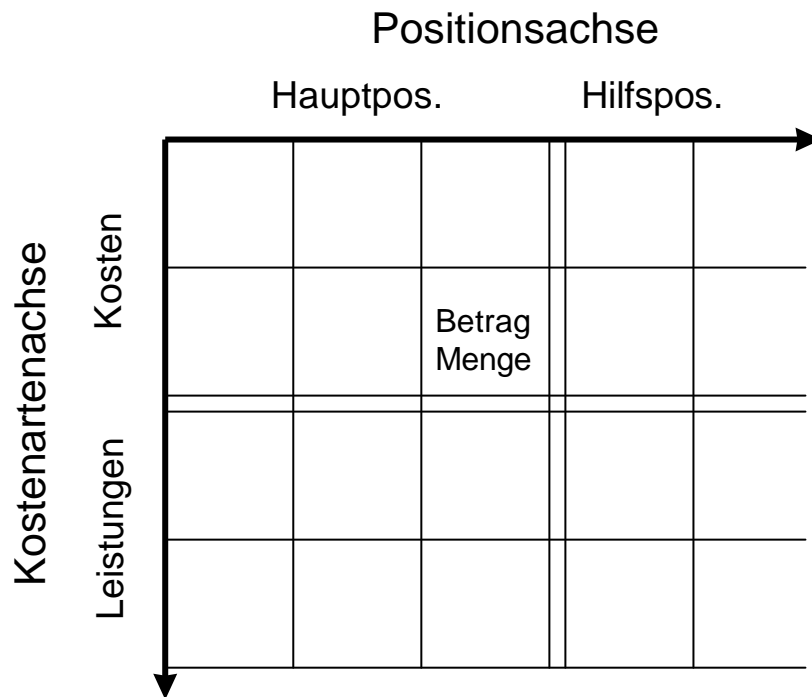 Positionsachse
Hauptpos.
Hilfspos.
Kostenartenachse
Kosten
Betrag
Menge
Leistungen